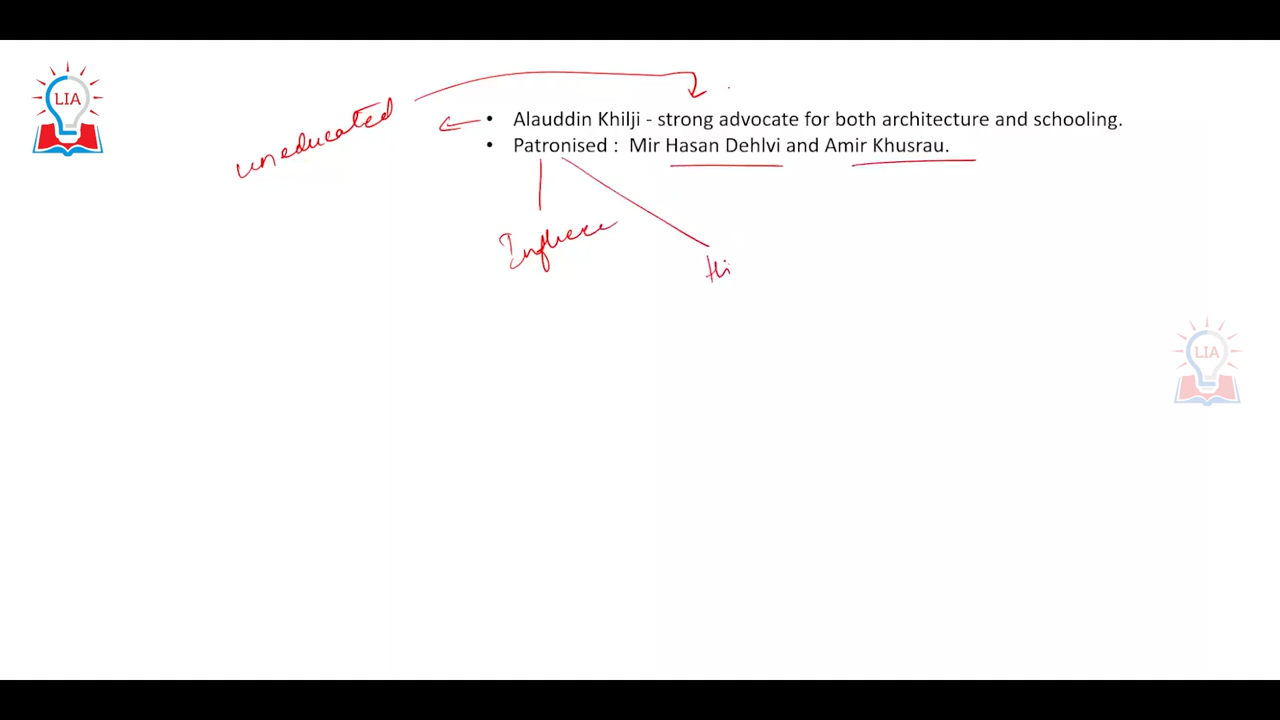 LIA
uneducated
• Alauddin Khilji - strong advocate for both architecture and schooling.
• Patronised : Mir Hasan Dehlvi and Amir Khusrau.
Hi
LIA